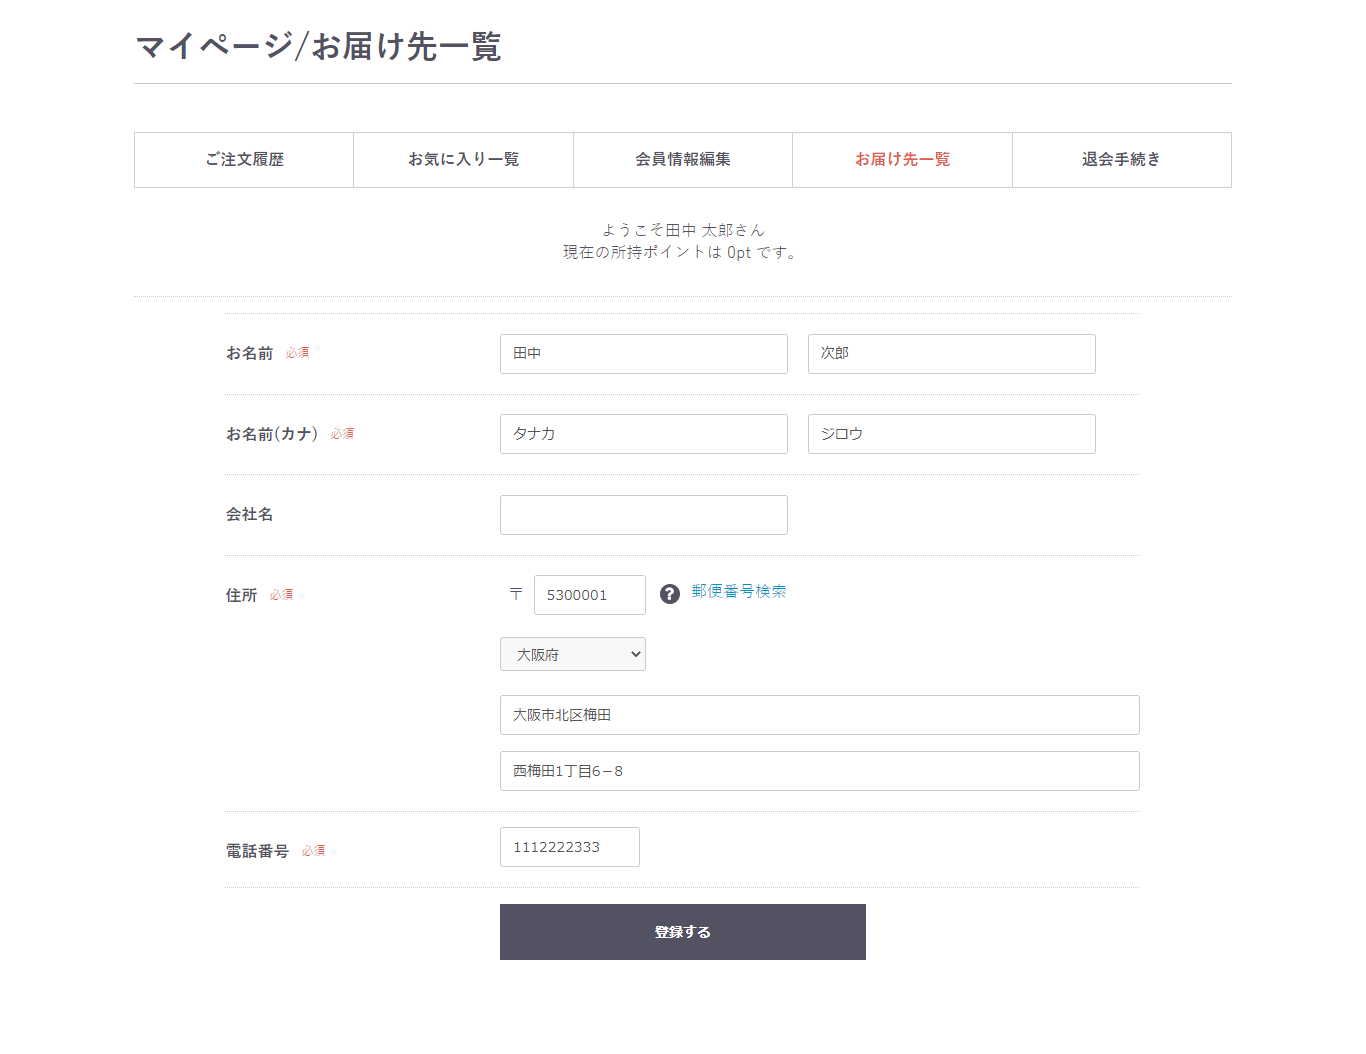 マイページ/お届け先一覧
ご注文履歴 お気に入り一覧 会員情報編集 お届け先一覧 退会手続き
ようこそ田中 太郎さん
現在の所持ポイントは 0pt です。
お名前 必須 田中 次郎
お名前(カナ) 必須 タナカ ジロウ
会社名
住所 必須 〒 5300001 ? 郵便番号検索
大阪府
大阪市北区梅田
西梅田1丁目6－8
電話番号 必須 1112222333
登録する